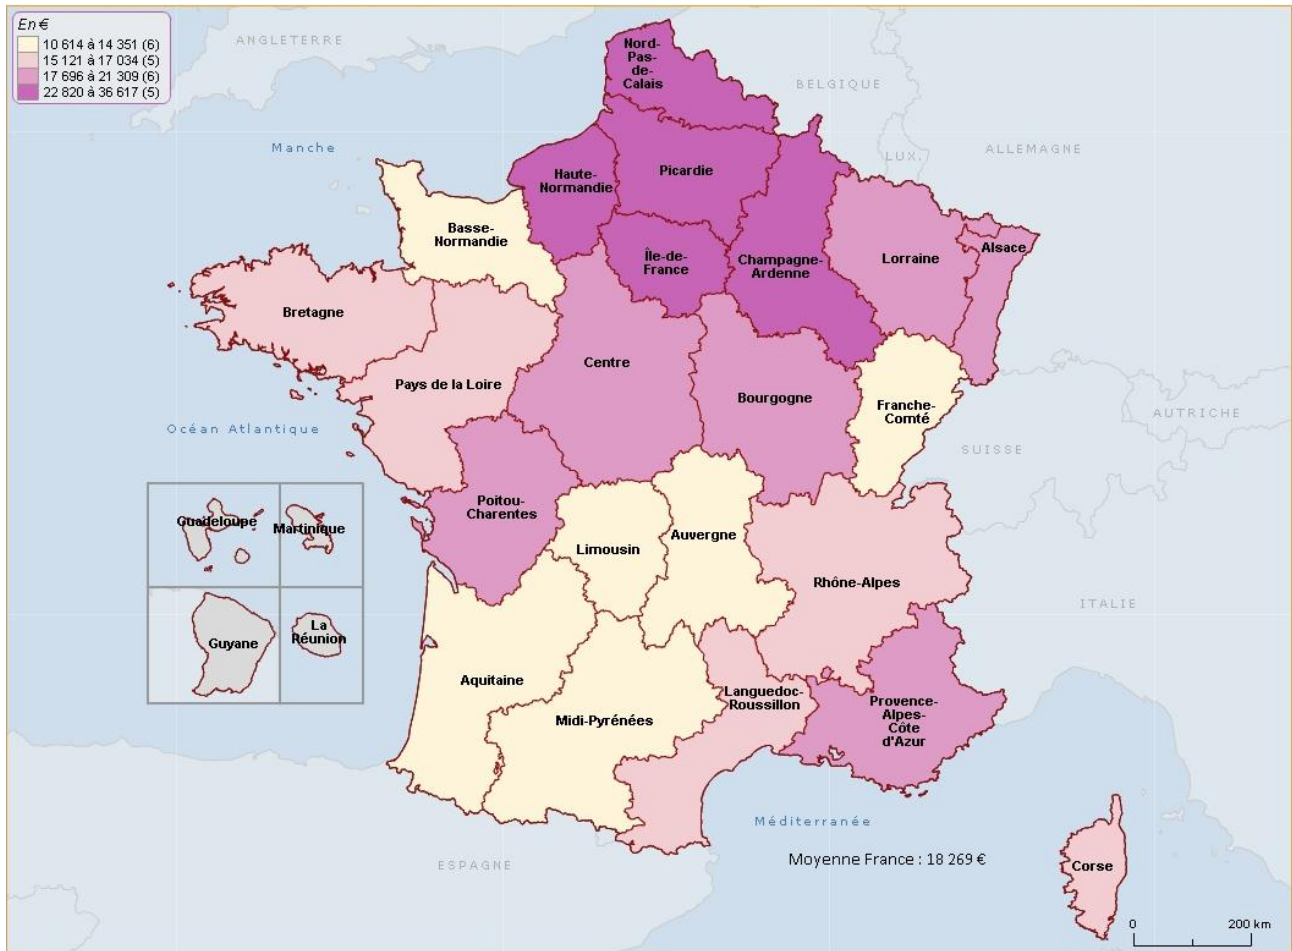 En €
10 614 à 14 351 (6)
15 121 à 17 034 (5)
17 696 à 21 309 (6)
22 820 à 36 617 (5)
ANGLETERRE
Nord-
Pas-
de-
Calais
BELGIQUE
Manche
LUX.
ALLEMAGNE
Haute-
Normandie
Picardie
Basse-
Normandie
Île-de-
France
Champagne-
Ardenne
Lorraine
Alsace
Bretagne
Pays de la Loire
Centre
Bourgogne
Franche-
Comté
AUTRICHE
SUISSE
Océan Atlantique
Poitou-
Charentes
Guadeloupe
Martinique
Limousin
Auvergne
Rhône-Alpes
ITALIE
Guyane
La
Réunion
Aquitaine
Midi-Pyrénées
Languedoc-
Roussillon
Provence-
Alpes-
Côte
d'Azur
Méditerranée
ESPAGNE
Moyenne France : 18 269 €
Corse
0 200 km